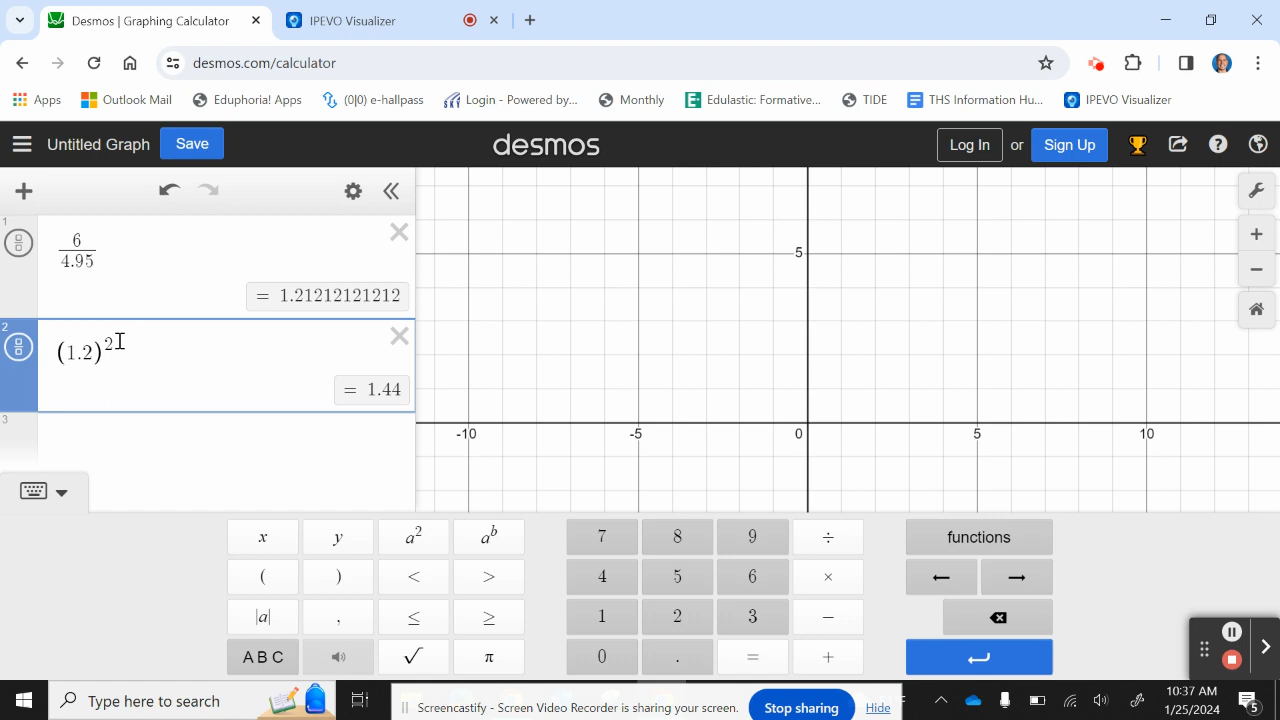 Desmos | Graphing Calculator
IPEVO Visualizer
desmos.com/calculator
Apps
Outlook Mail
Eduphoria! Apps
(0|0) e-hallpass
Login - Powered by...
Monthly
Edulastic: Formative...
TIDE
THS Information Hu...
IPEVO Visualizer
Untitled Graph
Save
desmos
Log In or Sign Up
1
6/4.95
= 1.21212121212
2
(1.2)^2
= 1.44
3
5
-10 -5 0 5 10
x y a² aᵇ 7 8 9 ÷ functions
( ) < > 4 5 6 × ← →
|a| , ≤ ≥ 1 2 3 −
A B C √ π 0 . = +
Type here to search
Screencastify - Screen Video Recorder is sharing your screen.
Stop sharing
Hide
10:37 AM
1/25/2024
5